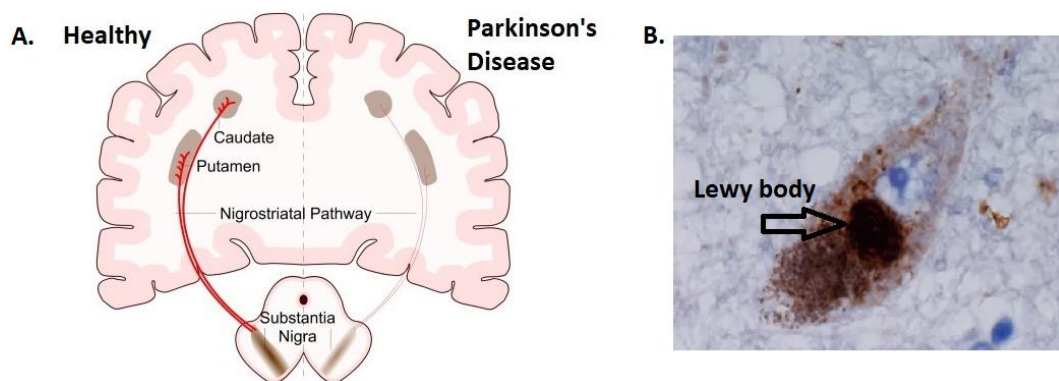 A.
Healthy
Parkinson's
Disease
Caudate
Putamen
Nigrostriatal Pathway
Substantia
Nigra
B.
Lewy body